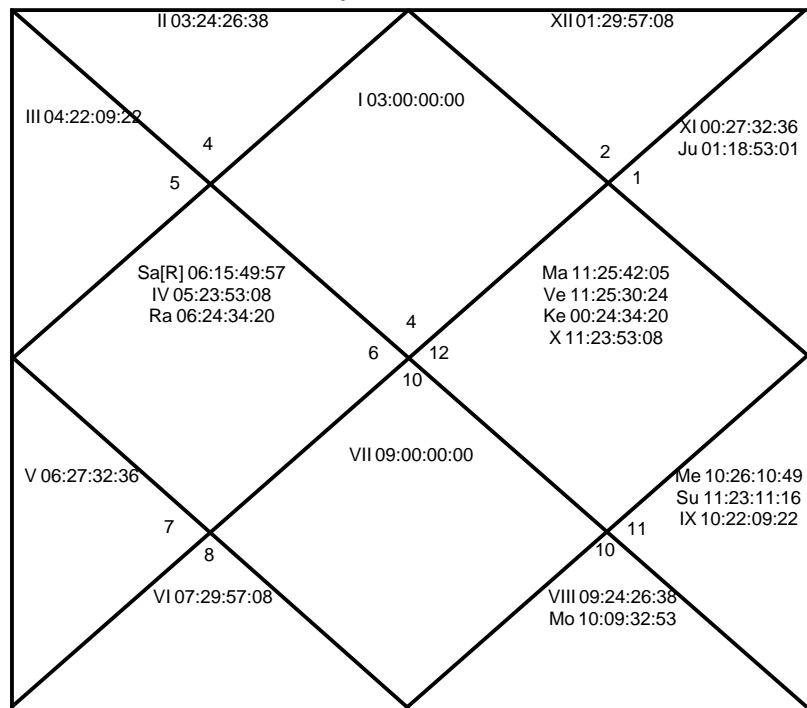 II 03:24:26:38
XII 01:29:57:08
I 03:00:00:00
III 04:22:09:22
XI 00:27:32:36
Ju 01:18:53:01
4
2
5
1
Sa[R] 06:15:49:57
IV 05:23:53:08
Ra 06:24:34:20
Ma 11:25:42:05
Ve 11:25:30:24
Ke 00:24:34:20
X 11:23:53:08
4
6
12
10
VII 09:00:00:00
V 06:27:32:36
Me 10:26:10:49
Su 11:23:11:16
IX 10:22:09:22
7
11
8
10
VI 07:29:57:08
VIII 09:24:26:38
Mo 10:09:32:53